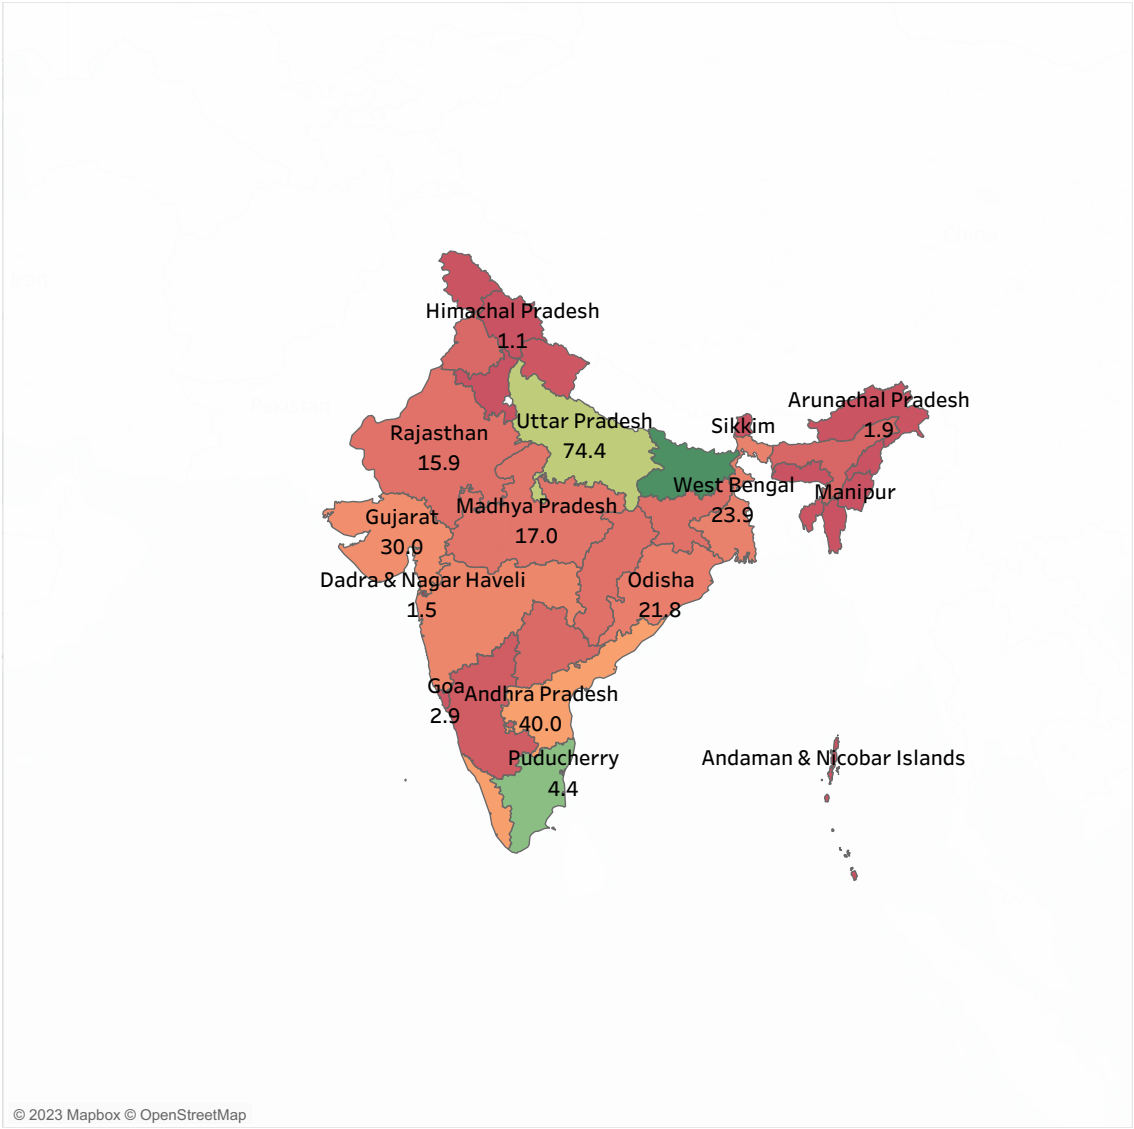 Himachal Pradesh
1.1
Arunachal Pradesh
1.9
Uttar Pradesh
74.4
Sikkim
Rajasthan
15.9
West Bengal
23.9
Manipur
Madhya Pradesh
17.0
Gujarat
30.0
Dadra & Nagar Haveli
1.5
Odisha
21.8
Goa
2.9
Andhra Pradesh
40.0
Puducherry
4.4
Andaman & Nicobar Islands
© 2023 Mapbox © OpenStreetMap